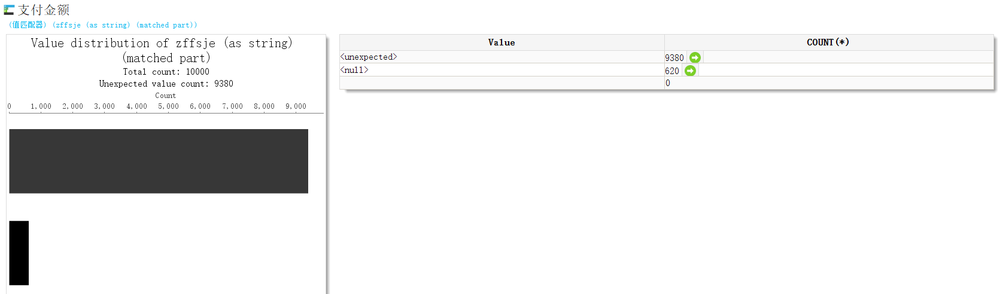 支付金额
(值匹配器) (zffsje (as string) (matched part))
Value distribution of zffsje (as string)
(matched part)
Total count: 10000
Unexpected value count: 9380
Count
0 1,000 2,000 3,000 4,000 5,000 6,000 7,000 8,000 9,000
Value COUNT(*)
<unexpected> 9380
<null> 620
0